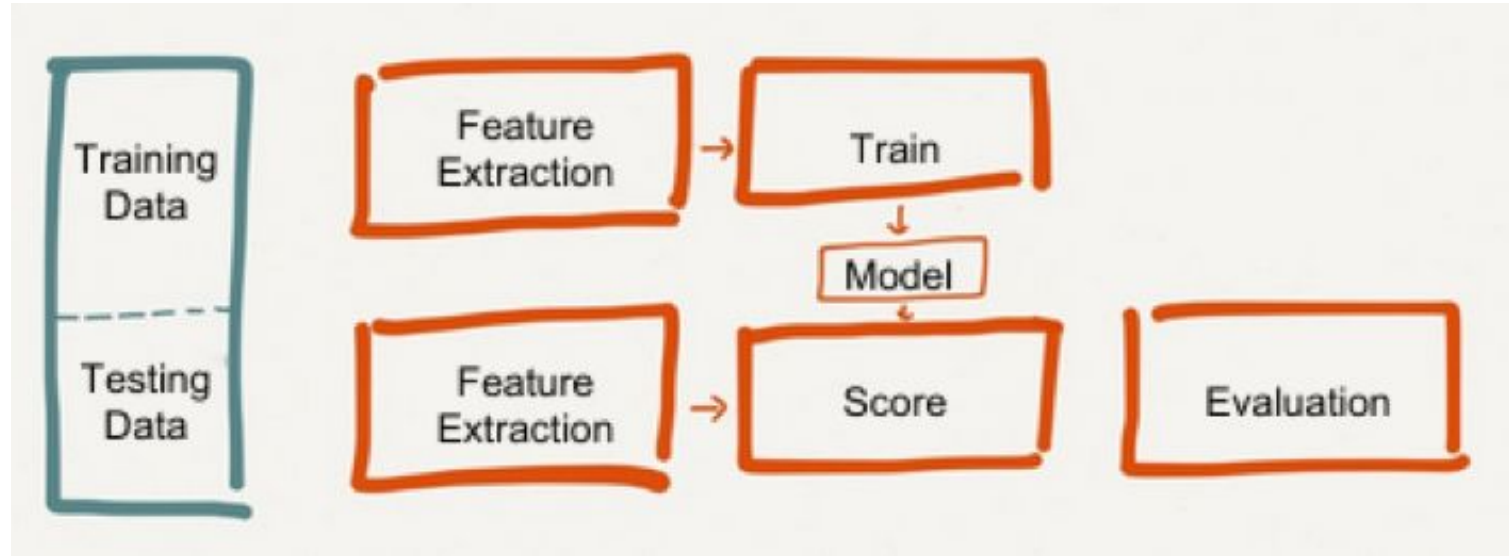 Training
Data
Feature
Extraction
Train
Model
Testing
Data
Feature
Extraction
Score
Evaluation